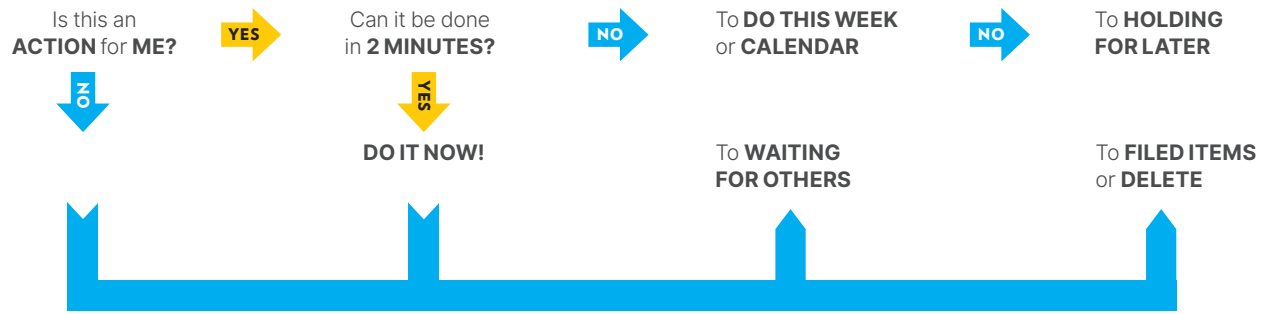 Is this an
ACTION for ME?
YES
Can it be done
in 2 MINUTES?
NO
To DO THIS WEEK
or CALENDAR
NO
To HOLDING
FOR LATER
NO
YES
DO IT NOW!
To WAITING
FOR OTHERS
To FILED ITEMS
or DELETE